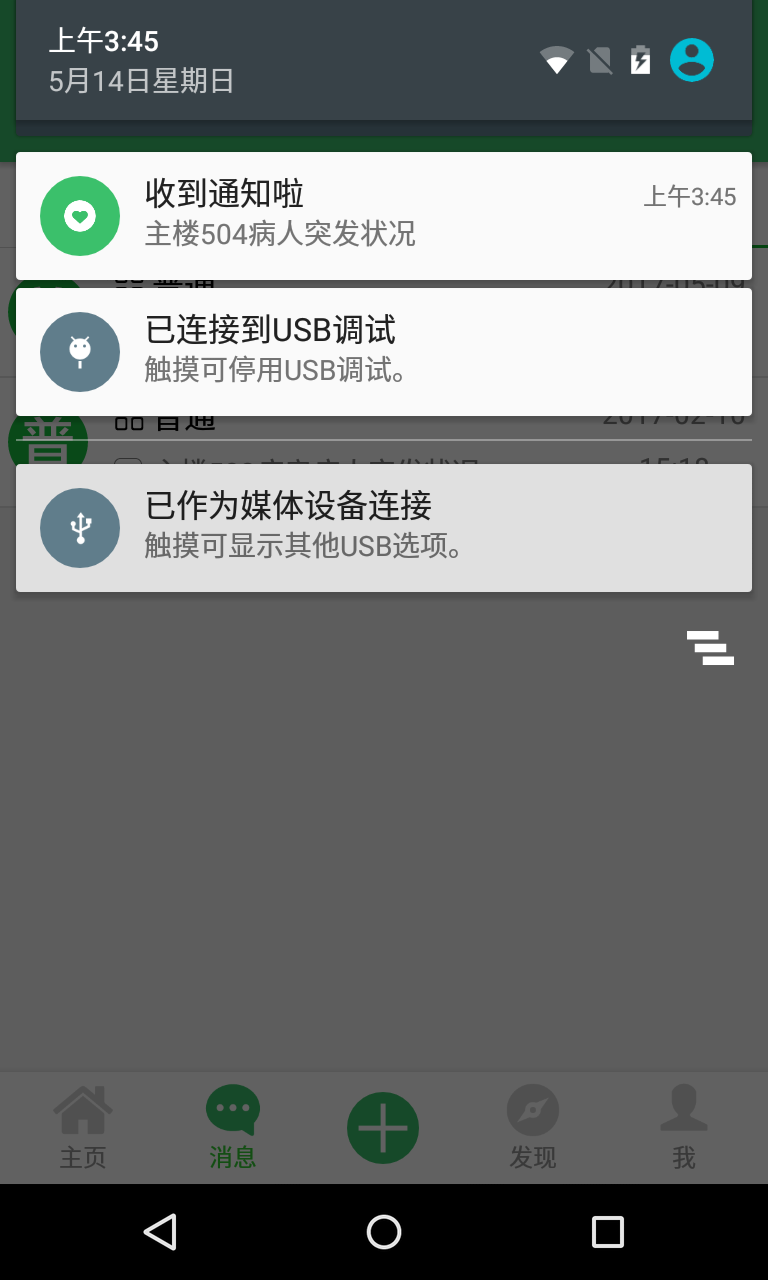 上午3:45
5月14日星期日
收到通知啦
上午3:45
主楼504病人突发状况
已连接到USB调试
触摸可停用USB调试。
普
普通
已作为媒体设备连接
触摸可显示其他USB选项。
主页
消息
发现
我